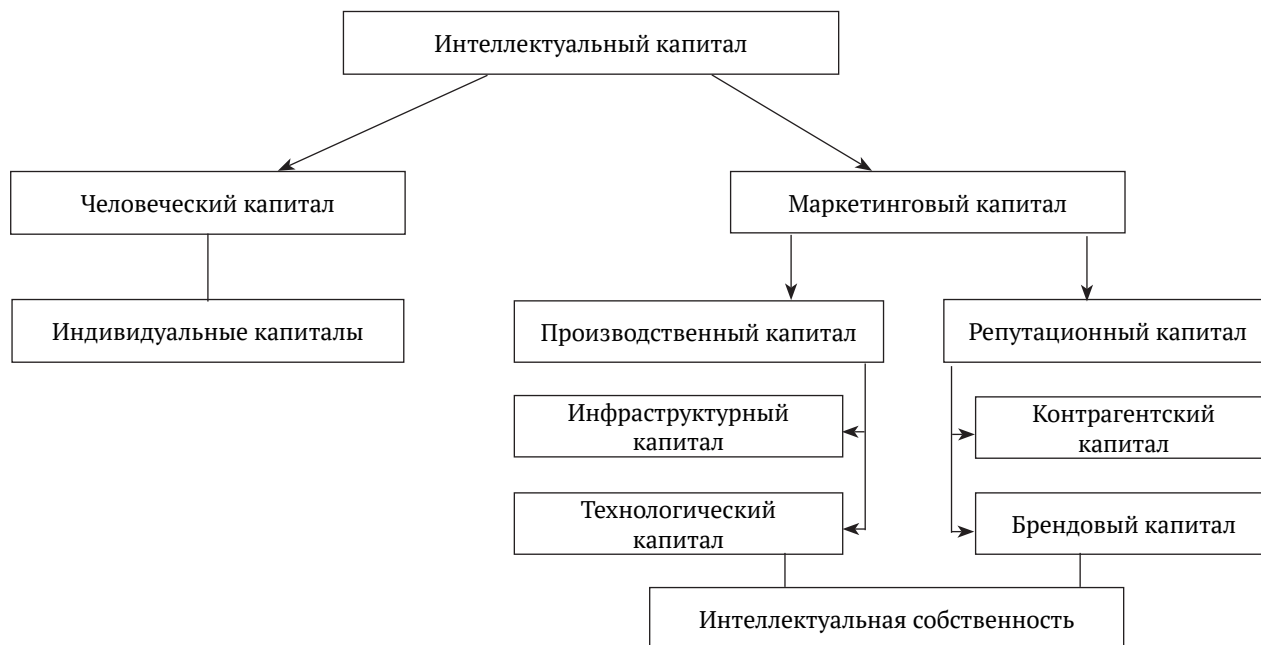 Интеллектуальный капитал
Человеческий капитал
Маркетинговый капитал
Индивидуальные капиталы
Производственный капитал
Репутационный капитал
Инфраструктурный
капитал
Контрагентский
капитал
Технологический
капитал
Брендовый капитал
Интеллектуальная собственность